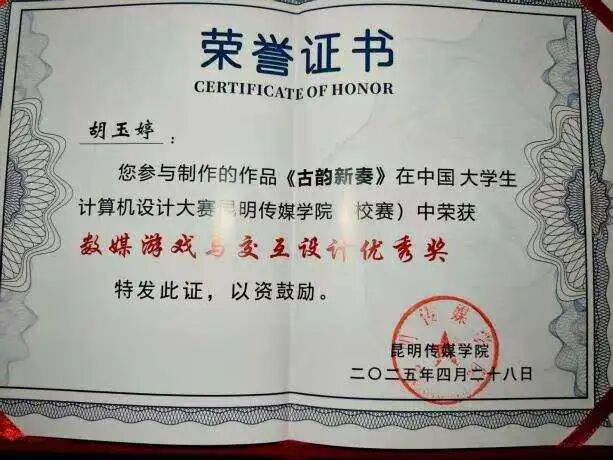 荣誉证书
CERTIFICATE OF HONOR
胡玉婷：
您参与制作的作品《古韵新奏》在中国大学生
计算机设计大赛昆明传媒学院（校赛）中荣获
数媒游戏与交互设计优秀奖
特发此证，以资鼓励。
昆明传媒学院
二〇二五年四月二十八日